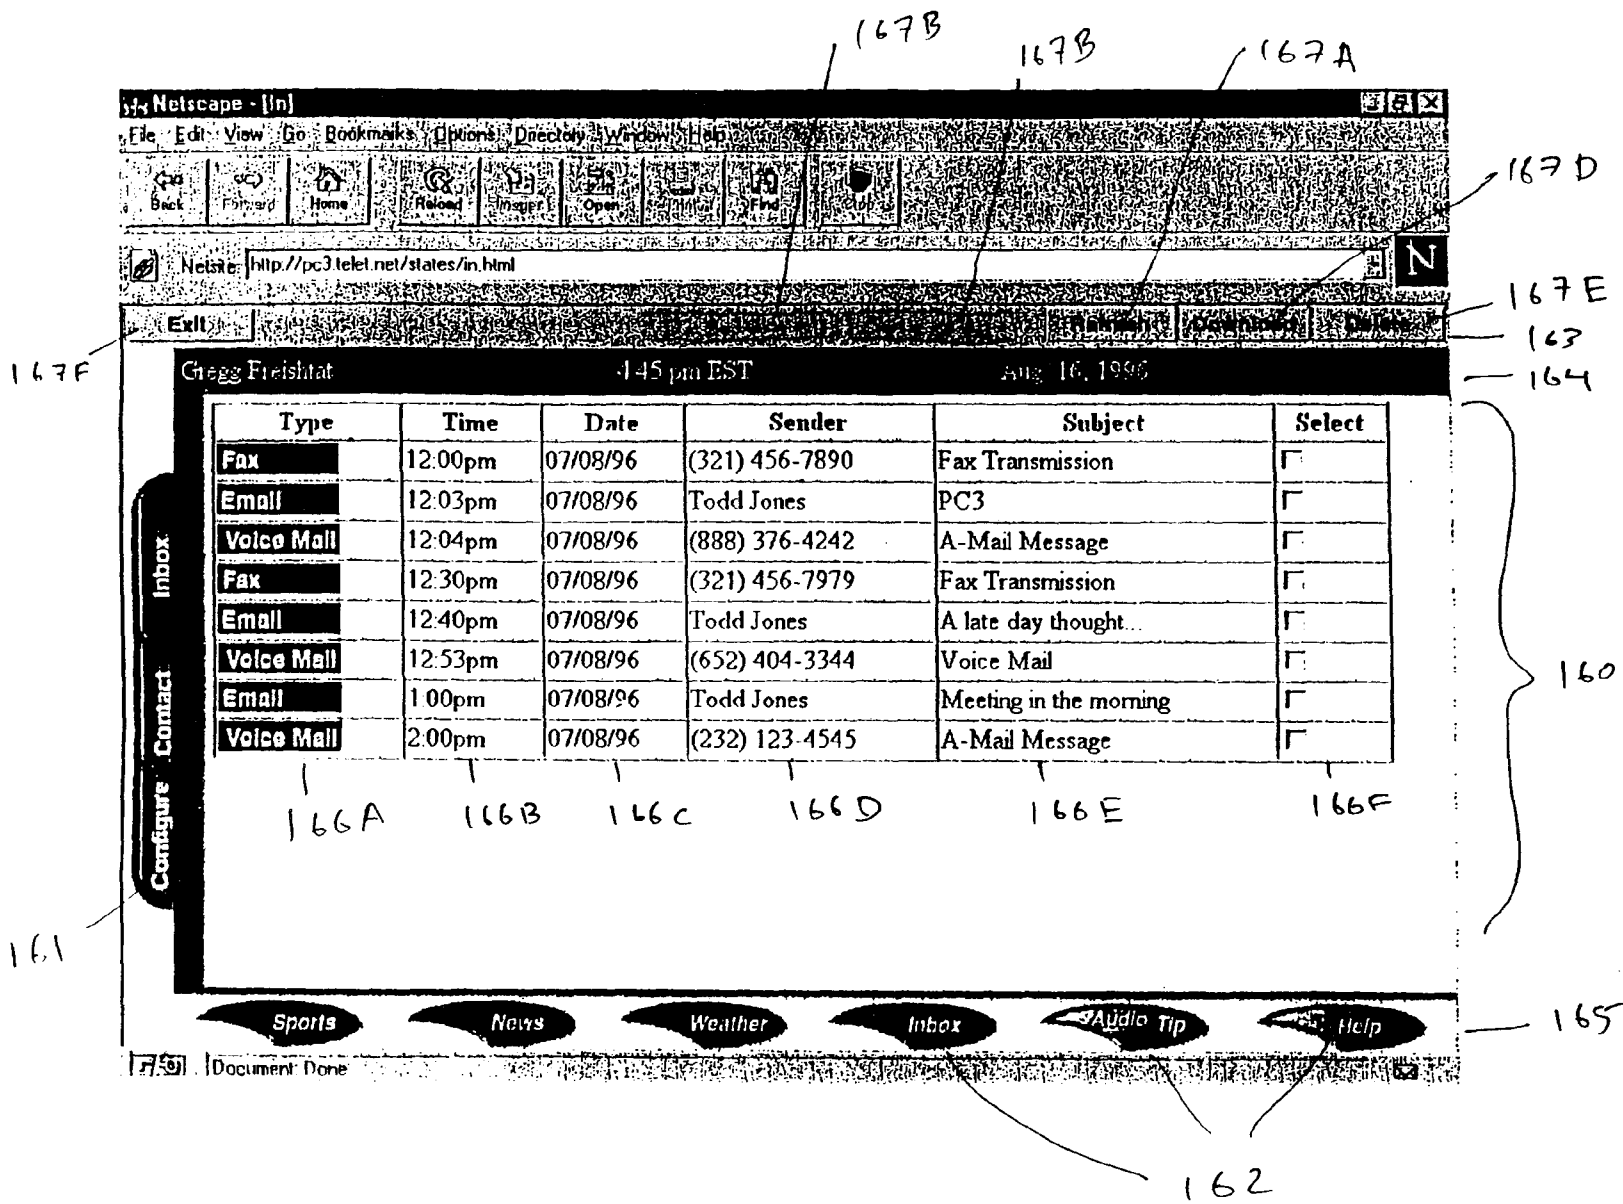 167B 167B 167A
Netscape - [In]
File Edit View Go Bookmarks Options Directory Window Help
Back Forward Home Reload Images Open Print Find Stop
167D
Netsite: http://pc3.telet.net/states/in.html
N
167E
Exit Refresh Download Delete
163
167F
Gregg Freishtat 4:45 pm EST Aug. 16, 1996
164
Type Time Date Sender Subject Select
Fax 12:00pm 07/08/96 (321) 456-7890 Fax Transmission
Email 12:03pm 07/08/96 Todd Jones PC3
Voice Mail 12:04pm 07/08/96 (888) 376-4242 A-Mail Message
Fax 12:30pm 07/08/96 (321) 456-7979 Fax Transmission
Email 12:40pm 07/08/96 Todd Jones A late day thought...
Voice Mail 12:53pm 07/08/96 (652) 404-3344 Voice Mail
Email 1:00pm 07/08/96 Todd Jones Meeting in the morning
Voice Mail 2:00pm 07/08/96 (232) 123-4545 A-Mail Message
Inbox
Contact
Configure
160
166A 166B 166C 166D 166E 166F
161
Sports News Weather Inbox Audio Tip Help
165
Document: Done
162